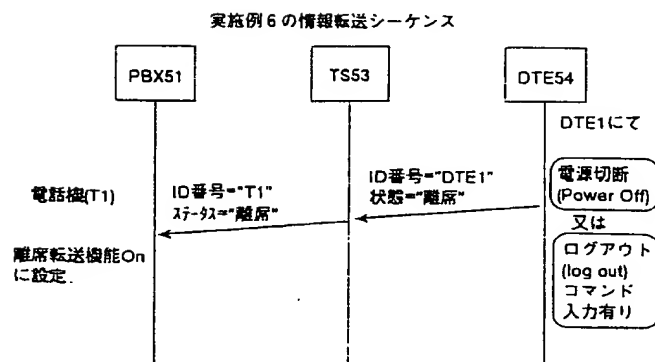 実施例6の情報転送シーケンス
PBX51
TS53
DTE54
DTE1にて
電話機(T1)
ID番号="T1"
ステータス="離席"
ID番号="DTE1"
状態="離席"
電源切断
(Power Off)
又は
離席転送機能On
に設定.
ログアウト
(log out)
コマンド
入力有り